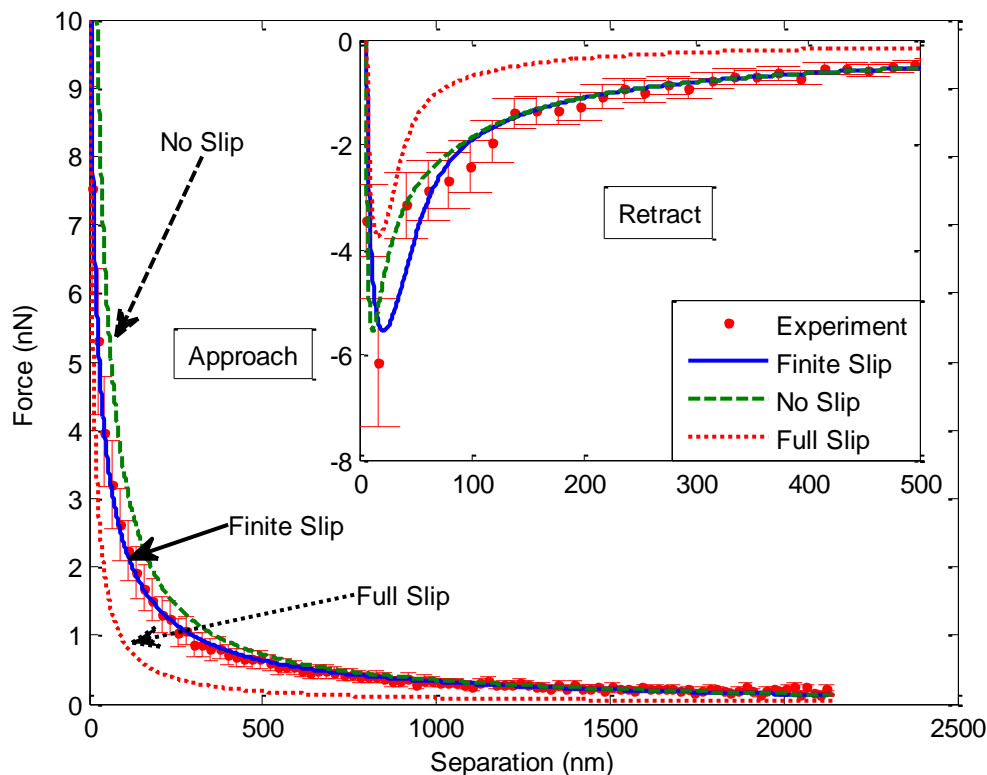 10
9
8
7
6
5
4
3
2
1
0
Force (nN)
0
500
1000
1500
2000
2500
Separation (nm)
No Slip
Approach
Finite Slip
Full Slip
0
-2
-4
-6
-8
0
100
200
300
400
500
Retract
Experiment
Finite Slip
No Slip
Full Slip